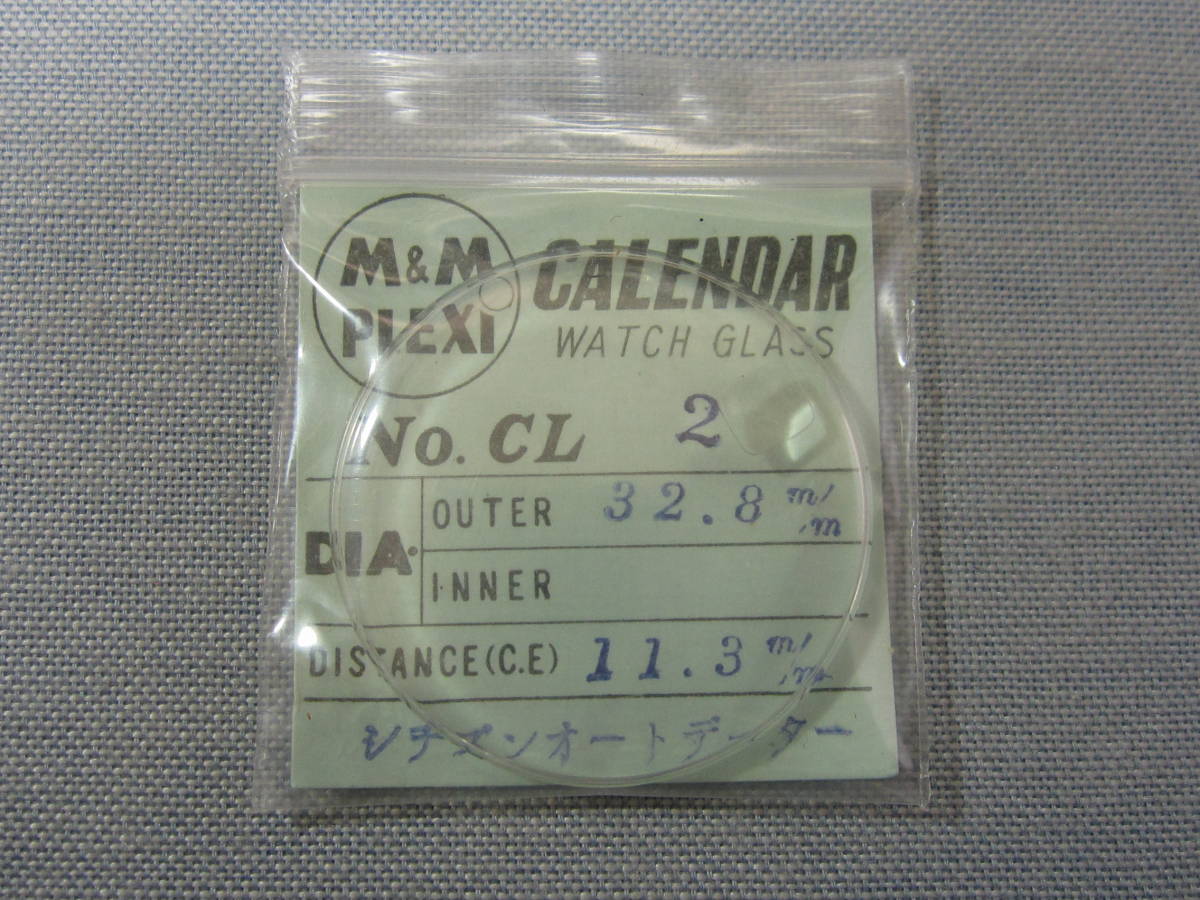 M&M
PLEXI
CALENDAR
WATCH GLASS
No. CL 2
DIA.
OUTER 32.8 m/m
INNER
DISTANCE (C.E) 11.3 m/m
シチズンオートデーター